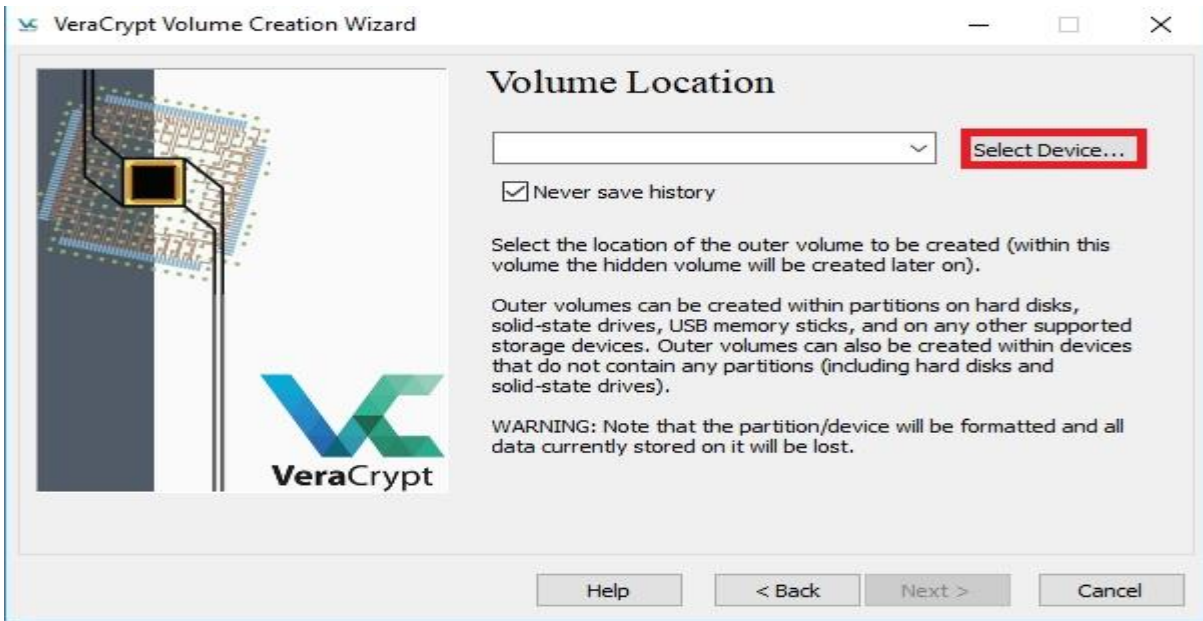 VeraCrypt Volume Creation Wizard
Volume Location
Select Device...
Never save history
Select the location of the outer volume to be created (within this
volume the hidden volume will be created later on).
Outer volumes can be created within partitions on hard disks,
solid-state drives, USB memory sticks, and on any other supported
storage devices. Outer volumes can also be created within devices
that do not contain any partitions (including hard disks and
solid-state drives).
WARNING: Note that the partition/device will be formatted and all
data currently stored on it will be lost.
VeraCrypt
Help
< Back
Next >
Cancel